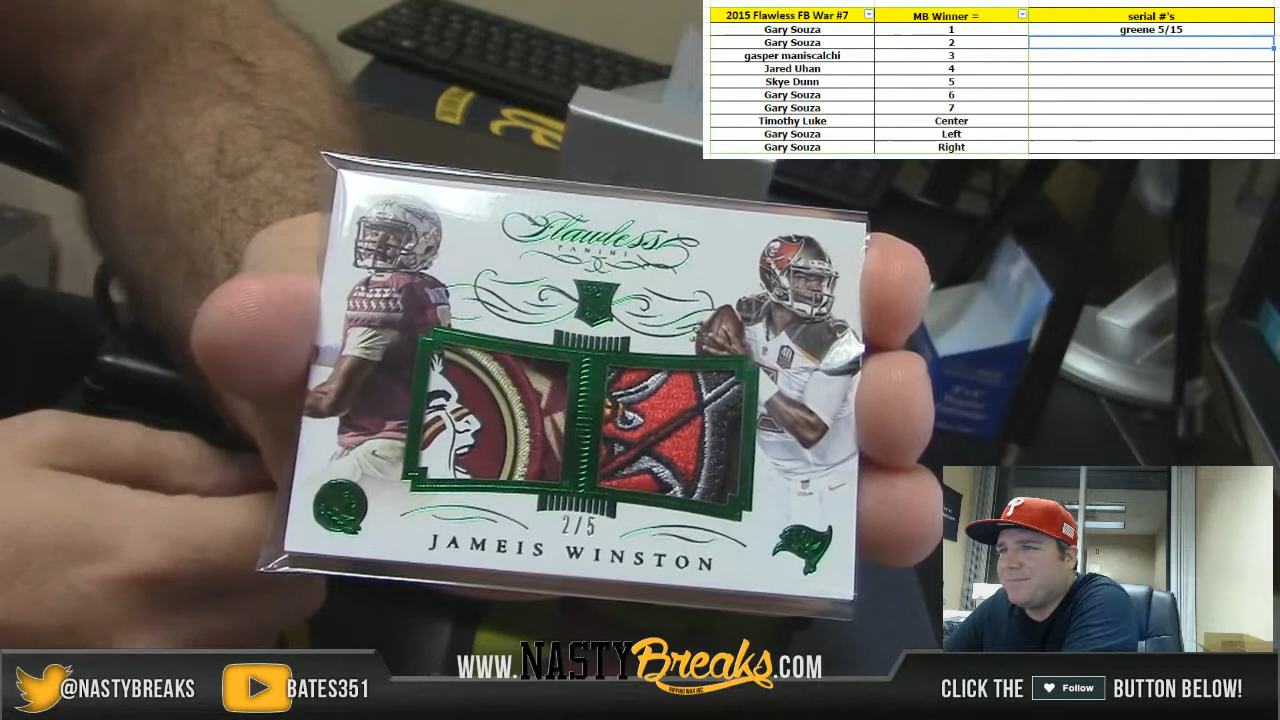 2015 Flawless FB War #7 MB Winner = serial #'s
Gary Souza 1 greene 5/15
Gary Souza 2
gasper maniscalchi 3
Jared Uhan 4
Skye Dunn 5
Gary Souza 6
Gary Souza 7
Timothy Luke Center
Gary Souza Left
Gary Souza Right
Flawless
PANINI
2/5
JAMEIS WINSTON
@NASTYBREAKS
BATES351
WWW.NASTYBreaks.COM
RIPPING WAX INC.
CLICK THE Follow BUTTON BELOW!